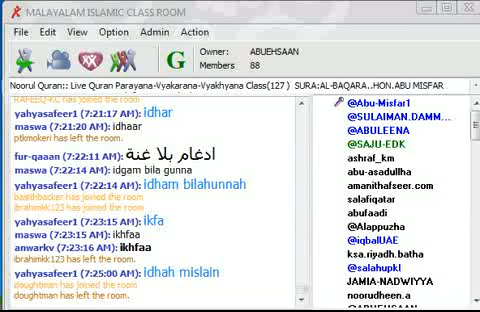 MALAYALAM ISLAMIC CLASS ROOM
File Edit View Admin Action
G
Owner: ABUEHSAAN
Members 88
Noorul Quran:: Live Quran Parayana-Vyakarana-Vyakhyana Class(127 ) SURA:AL-BAQARA..HON.ABU MISFAR
RAFEEQ-KC has joined the room
yahyasafeer1 (7:21:17 AM): idhar
maswa (7:21:20 AM): idhaar
ptkmokeri has left the room.
fur-qaaan (7:22:11 AM): ادغام بلا غنة
maswa (7:22:14 AM): idgam bila gunna
yahyasafeer1 (7:22:14 AM): idham bilahunnah
basithbacker has joined the room
ibrahimkk123 has joined the room
yahyasafeer1 (7:23:15 AM): ikfa
maswa (7:23:15 AM): ikhfaa
anwarkv (7:23:16 AM): ikhfaa
ibrahimkk123 has left the room.
yahyasafeer1 (7:25:00 AM): idhah mislain
doughtman has joined the room
doughtman has left the room.
@Abu-Misfar1
@SULAIMAN.DAMM...
@ABULEENA
@SAJU-EDK
ashraf_km
abu-asadullha
amanithafseer.com
salafiqatar
abufaadi
@Alappuzha
@iqbalUAE
ksa.riyadh.batha
@salahupkl
JAMIA-NADWIYYA
noorudheen.a
@ABUEHSAAN